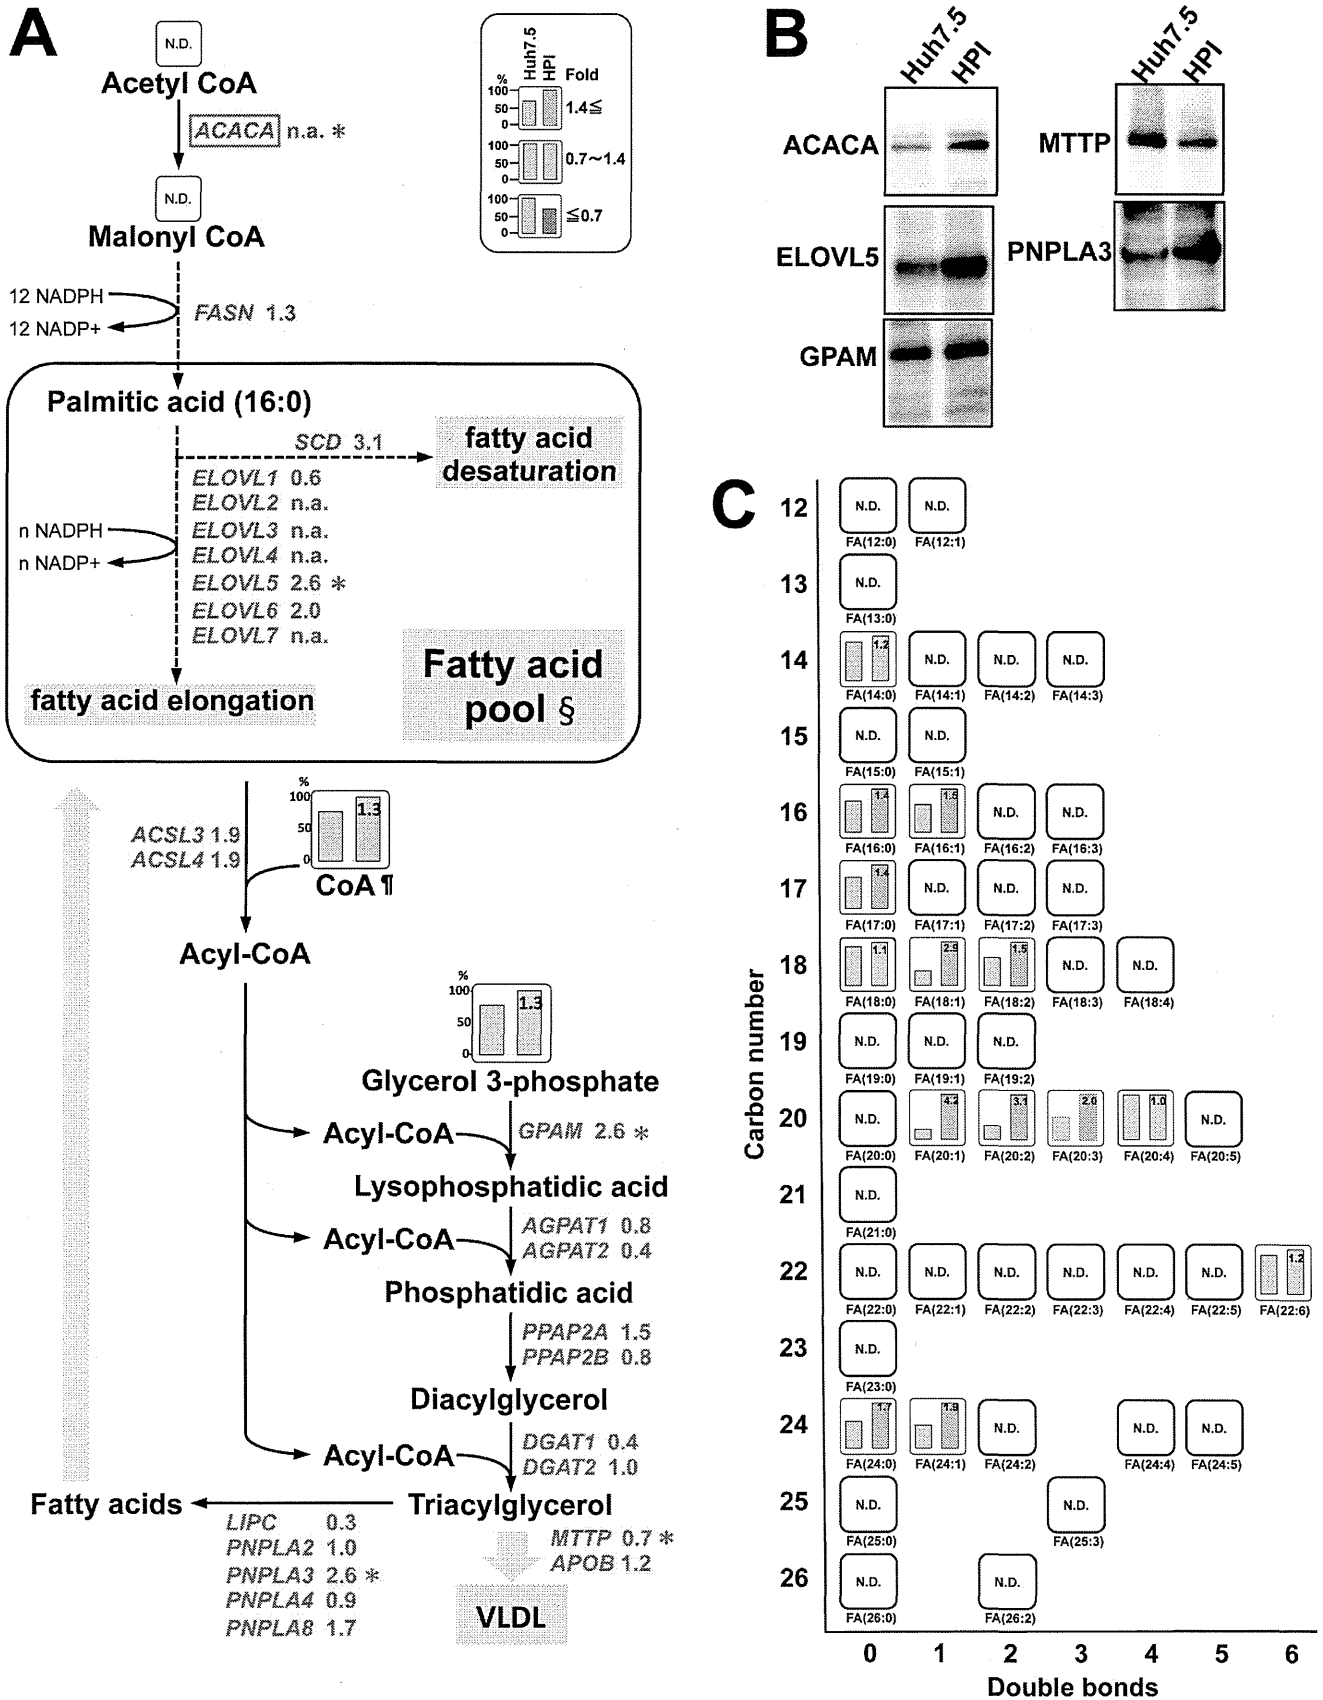 A
N.D.
Acetyl CoA
ACACA n.a. *
N.D.
Malonyl CoA
12 NADPH
12 NADP+
FASN 1.3
Huh7.5
HPI
Fold
%
100
50
0
1.4≦
100
50
0
0.7~1.4
100
50
0
≦0.7
Palmitic acid (16:0)
SCD 3.1
fatty acid
desaturation
ELOVL1 0.6
ELOVL2 n.a.
ELOVL3 n.a.
ELOVL4 n.a.
ELOVL5 2.6 *
ELOVL6 2.0
ELOVL7 n.a.
n NADPH
n NADP+
fatty acid elongation
Fatty acid
pool §
ACSL3 1.9
ACSL4 1.9
%
100
50
0
1.3
CoA ¶
Acyl-CoA
%
100
50
0
1.3
Glycerol 3-phosphate
Acyl-CoA
GPAM 2.6 *
Lysophosphatidic acid
Acyl-CoA
AGPAT1 0.8
AGPAT2 0.4
Phosphatidic acid
PPAP2A 1.5
PPAP2B 0.8
Diacylglycerol
Acyl-CoA
DGAT1 0.4
DGAT2 1.0
Fatty acids
Triacylglycerol
LIPC 0.3
PNPLA2 1.0
PNPLA3 2.6 *
PNPLA4 0.9
PNPLA8 1.7
MTTP 0.7 *
APOB 1.2
VLDL
B
Huh7.5
HPI
Huh7.5
HPI
ACACA
MTTP
ELOVL5
PNPLA3
GPAM
C
Carbon number
12
N.D. N.D.
FA(12:0) FA(12:1)
13
N.D.
FA(13:0)
14
1.2 N.D. N.D. N.D.
FA(14:0) FA(14:1) FA(14:2) FA(14:3)
15
N.D. N.D.
FA(15:0) FA(15:1)
16
1.4 1.5 N.D. N.D.
FA(16:0) FA(16:1) FA(16:2) FA(16:3)
17
1.4 N.D. N.D. N.D.
FA(17:0) FA(17:1) FA(17:2) FA(17:3)
18
1.1 2.9 1.5 N.D. N.D.
FA(18:0) FA(18:1) FA(18:2) FA(18:3) FA(18:4)
19
N.D. N.D. N.D.
FA(19:0) FA(19:1) FA(19:2)
20
N.D. 4.2 3.1 2.0 1.0 N.D.
FA(20:0) FA(20:1) FA(20:2) FA(20:3) FA(20:4) FA(20:5)
21
N.D.
FA(21:0)
22
N.D. N.D. N.D. N.D. N.D. N.D. 1.2
FA(22:0) FA(22:1) FA(22:2) FA(22:3) FA(22:4) FA(22:5) FA(22:6)
23
N.D.
FA(23:0)
24
1.7 1.9 N.D. N.D. N.D.
FA(24:0) FA(24:1) FA(24:2) FA(24:4) FA(24:5)
25
N.D. N.D.
FA(25:0) FA(25:3)
26
N.D. N.D.
FA(26:0) FA(26:2)
0 1 2 3 4 5 6
Double bonds